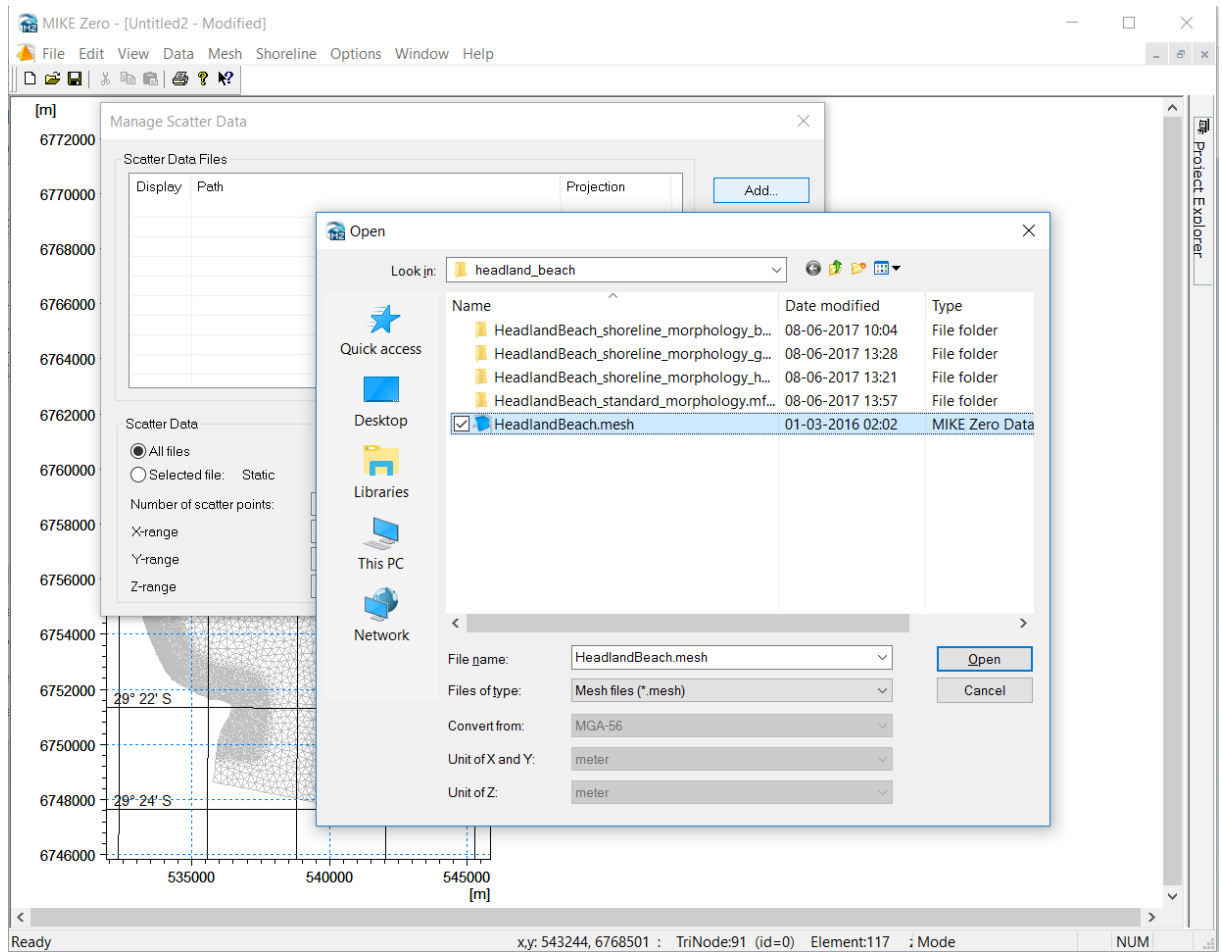 MIKE Zero - [Untitled2 - Modified]
File Edit View Data Mesh Shoreline Options Window Help
[m]
6772000
6770000
6768000
6766000
6764000
6762000
6760000
6758000
6756000
6754000
6752000
6750000
6748000
6746000
Manage Scatter Data
Scatter Data Files
Display Path Projection
Add...
Scatter Data
All files
Selected file: Static
Number of scatter points:
X-range
Y-range
Z-range
Open
Look in: headland_beach
Quick access
Desktop
Libraries
This PC
Network
Name Date modified Type
HeadlandBeach_shoreline_morphology_b... 08-06-2017 10:04 File folder
HeadlandBeach_shoreline_morphology_g... 08-06-2017 13:28 File folder
HeadlandBeach_shoreline_morphology_h... 08-06-2017 13:21 File folder
HeadlandBeach_standard_morphology.mf... 08-06-2017 13:57 File folder
HeadlandBeach.mesh 01-03-2016 02:02 MIKE Zero Data
File name: HeadlandBeach.mesh Open
Files of type: Mesh files (*.mesh) Cancel
Convert from: MGA-56
Unit of X and Y: meter
Unit of Z: meter
29° 22' S
29° 24' S
535000 540000 545000
[m]
Project Explorer
Ready x,y: 543244, 6768501 : TriNode:91 (id=0) Element:117 : Mode NUM